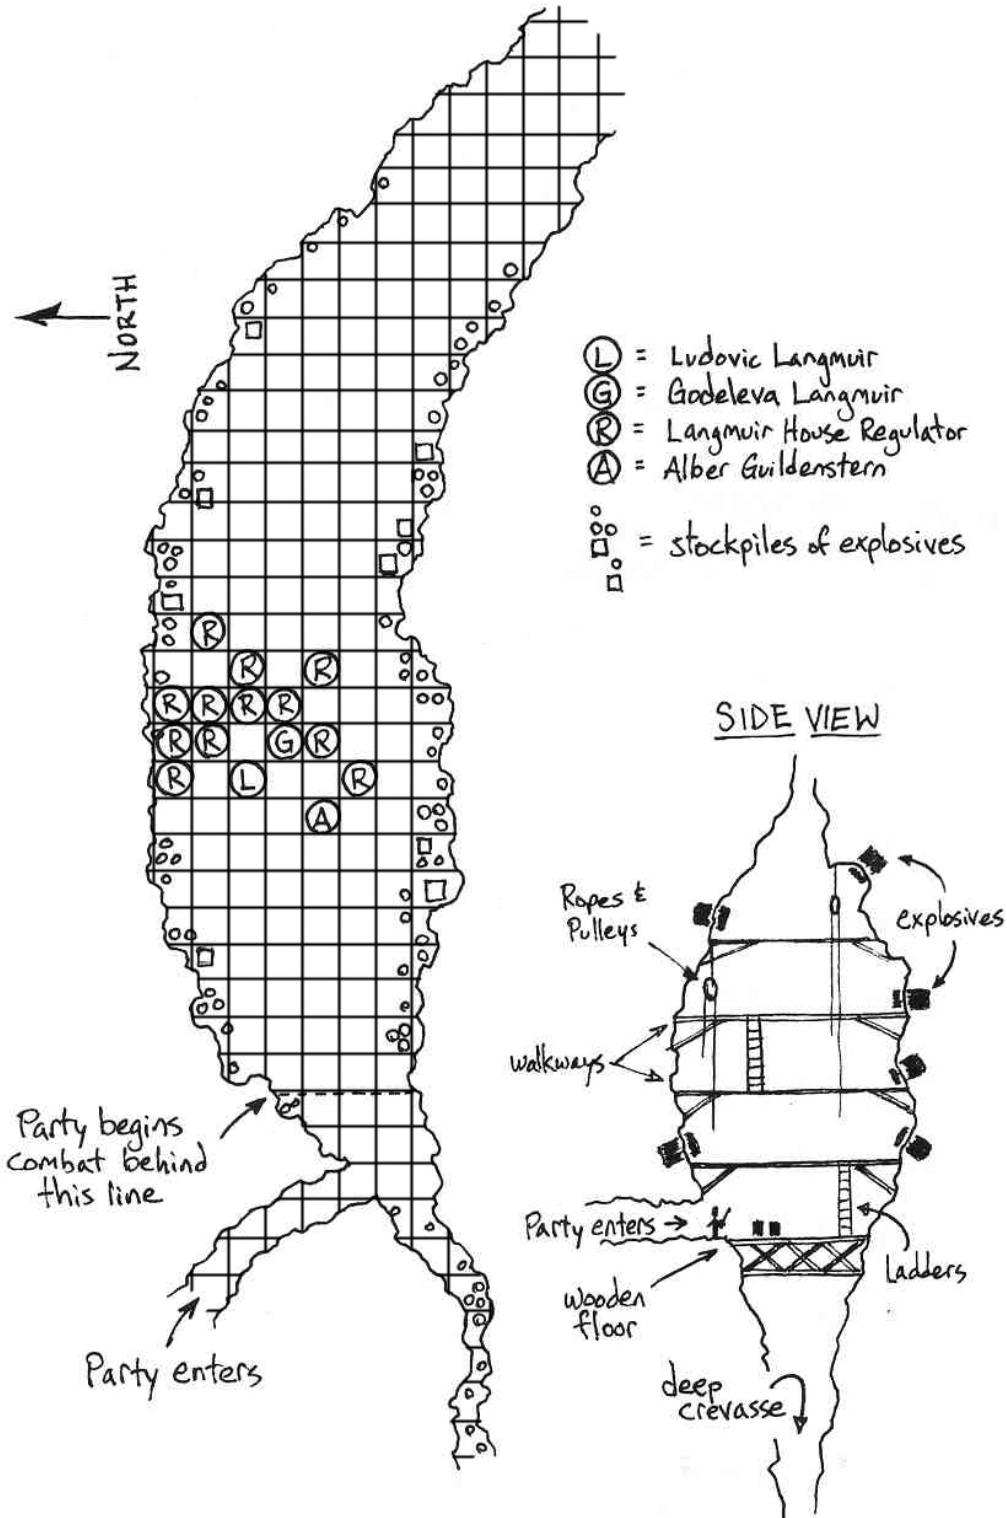 NORTH
L = Ludovic Langmuir
G = Godeleva Langmuir
R = Langmuir House Regulator
A = Alber Guildenstern
= stockpiles of explosives
R
R R
R R R R
R R G R
R L R
A
Party begins
combat behind
this line
Party enters
SIDE VIEW
Ropes &
Pulleys
explosives
walkways
Party enters →
Ladders
wooden
floor
deep
crevasse